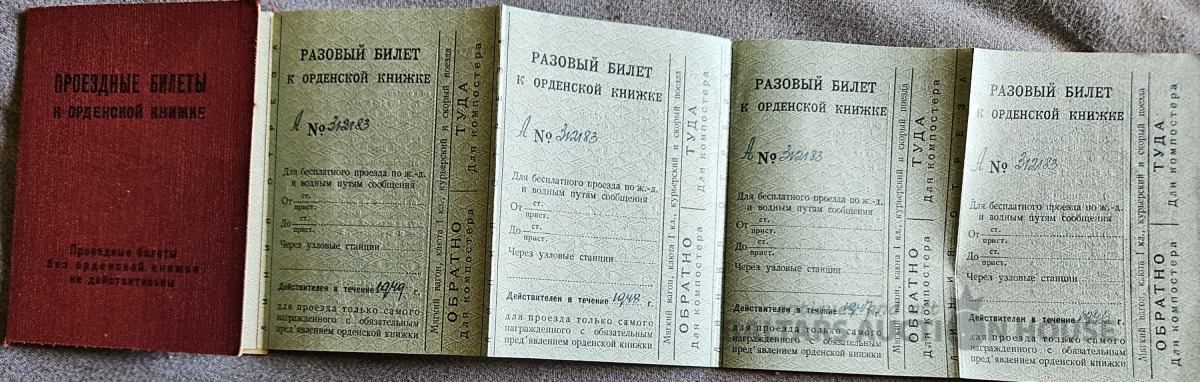 ПРОЕЗДНЫЕ БИЛЕТЫ
К ОРДЕНСКОЙ КНИЖКЕ
Проездные билеты
без орденской книжки
не действительны
РАЗОВЫЙ БИЛЕТ
К ОРДЕНСКОЙ КНИЖКЕ
А № 312183
Для бесплатного проезда по ж.-д.
и водным путям сообщения
ст.
От
прист.
ст.
До
прист.
Через узловые станции
Действителен в течение 1949 г.
для проезда только самого
награжденного с обязательным
пред'явлением орденской книжки
Мягкий вагон, каюта I кл., курьерский и скорый поезда
ОБРАТНО ТУДА
Для компостера Для компостера
РАЗОВЫЙ БИЛЕТ
К ОРДЕНСКОЙ КНИЖКЕ
А № 312183
Для бесплатного проезда по ж.-д.
и водным путям сообщения
ст.
От
прист.
ст.
До
прист.
Через узловые станции
Действителен в течение 1948 г.
для проезда только самого
награжденного с обязательным
пред'явлением орденской книжки
Мягкий вагон, каюта I кл., курьерский и скорый поезда
ОБРАТНО ТУДА
Для компостера Для компостера
РАЗОВЫЙ БИЛЕТ
К ОРДЕНСКОЙ КНИЖКЕ
А № 312183
Для бесплатного проезда по ж.-д.
и водным путям сообщения
ст.
От
прист.
ст.
До
прист.
Через узловые станции
Действителен в течение 1947 г.
для проезда только самого
награжденного с обязательным
пред'явлением орденской книжки
Мягкий вагон, каюта I кл., курьерский и скорый поезда
ОБРАТНО ТУДА
Для компостера Для компостера
ЛИНИЯ ОТРЕЗА
РАЗОВЫЙ БИЛЕТ
К ОРДЕНСКОЙ КНИЖКЕ
А № 312183
Для бесплатного проезда по ж.-д.
и водным путям сообщения
ст.
От
прист.
ст.
До
прист.
Через узловые станции
Действителен в течение 1946 г.
для проезда только самого
награжденного с обязательным
пред'явлением орденской книжки
Мягкий вагон, каюта I кл., курьерский и скорый поезда
ОБРАТНО ТУДА
Для компостера Для компостера
HOUSE